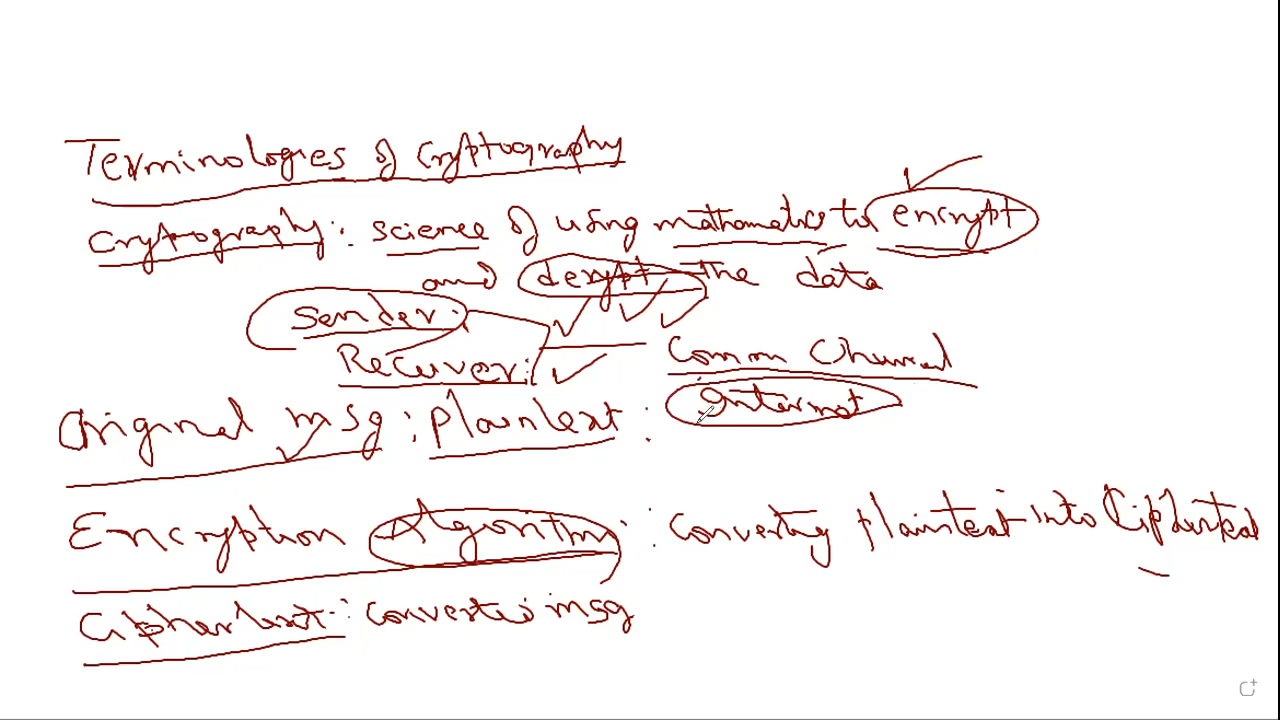 Terminologies of Cryptography
Cryptography: science of using mathematics to encrypt
and decrypt the data
Sender:
Receiver: Common Channel
Internet
Original msg: Plaintext:
Encryption Algorithm: converting plaintext into Ciphertext
Ciphertext: converted msg